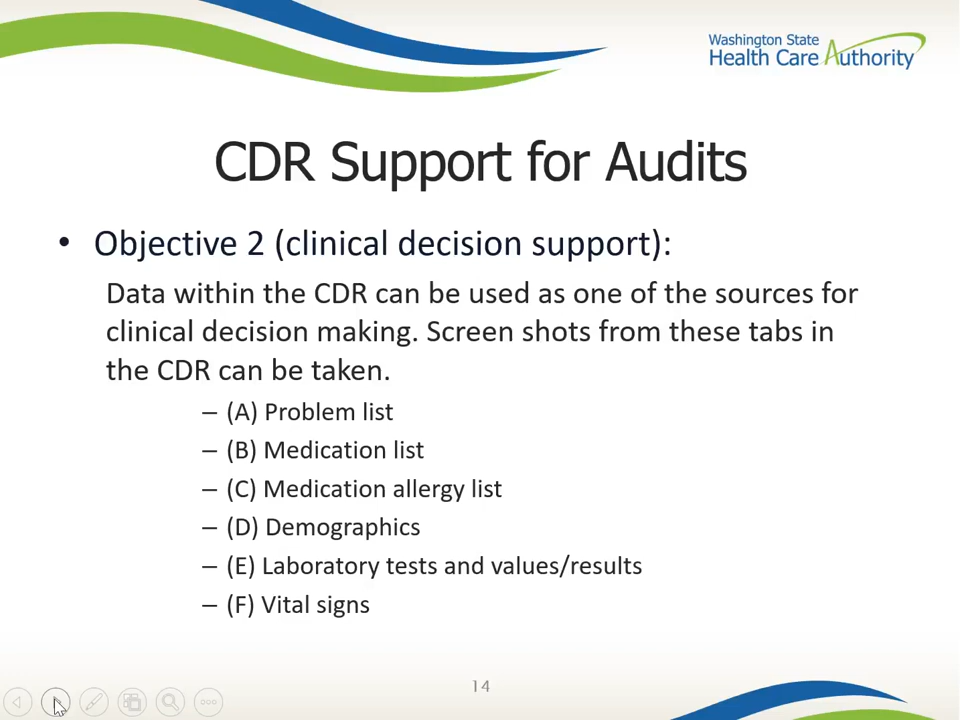 Washington State
Health Care Authority
CDR Support for Audits
• Objective 2 (clinical decision support):
Data within the CDR can be used as one of the sources for
clinical decision making. Screen shots from these tabs in
the CDR can be taken.
– (A) Problem list
– (B) Medication list
– (C) Medication allergy list
– (D) Demographics
– (E) Laboratory tests and values/results
– (F) Vital signs
14